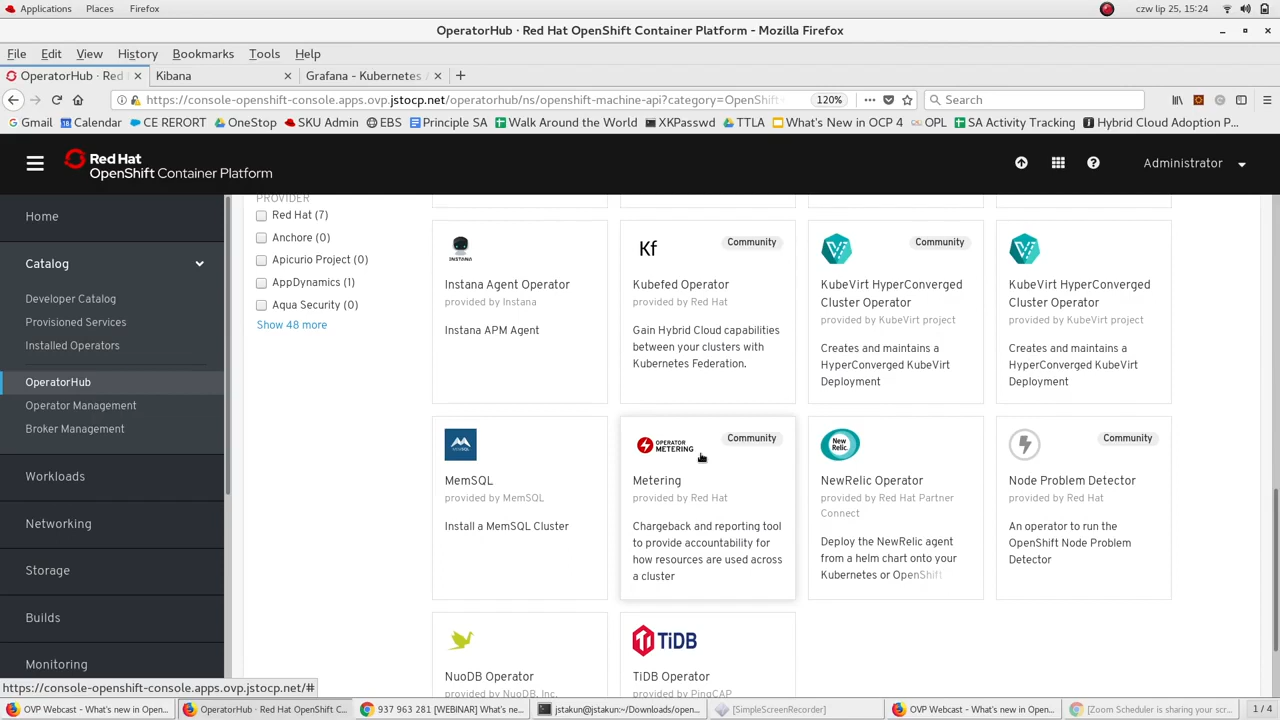 Applications Places Firefox czw lip 25, 15:24
OperatorHub · Red Hat OpenShift Container Platform - Mozilla Firefox
File Edit View History Bookmarks Tools Help
OperatorHub · Red Kibana Grafana - Kubernetes /
https://console-openshift-console.apps.ovp.jstocp.net/operatorhub/ns/openshift-machine-api?category=OpenShift 120% Search
Gmail Calendar CE RERORT OneStop SKU Admin EBS Principle SA Walk Around the World XKPasswd TTLA What's New in OCP 4 OPL SA Activity Tracking Hybrid Cloud Adoption P...
Red Hat
OpenShift Container Platform
Administrator
Home
Catalog
Developer Catalog
Provisioned Services
Installed Operators
OperatorHub
Operator Management
Broker Management
Workloads
Networking
Storage
Builds
Monitoring
PROVIDER
Red Hat (7)
Anchore (0)
Apicurio Project (0)
AppDynamics (1)
Aqua Security (0)
Show 48 more
INSTANA
Instana Agent Operator
provided by Instana
Instana APM Agent
Kf Community
Kubefed Operator
provided by Red Hat
Gain Hybrid Cloud capabilities
between your clusters with
Kubernetes Federation.
Community
KubeVirt HyperConverged
Cluster Operator
provided by KubeVirt project
Creates and maintains a
HyperConverged KubeVirt
Deployment
KubeVirt HyperConverged
Cluster Operator
provided by KubeVirt project
Creates and maintains a
HyperConverged KubeVirt
Deployment
MemSQL
provided by MemSQL
Install a MemSQL Cluster
OPERATOR
METERING
Community
Metering
provided by Red Hat
Chargeback and reporting tool
to provide accountability for
how resources are used across
a cluster
New
Relic.
NewRelic Operator
provided by Red Hat Partner
Connect
Deploy the NewRelic agent
from a helm chart onto your
Kubernetes or OpenShift
Community
Node Problem Detector
provided by Red Hat
An operator to run the
OpenShift Node Problem
Detector
NuoDB Operator
provided by NuoDB, Inc.
TiDB
TiDB Operator
provided by PingCAP
https://console-openshift-console.apps.ovp.jstocp.net/#
OVP Webcast - What's new in Open... OperatorHub · Red Hat OpenShift C... 937 963 281 [WEBINAR] What's ne... jstakun@jstakun:~/Downloads/open... [SimpleScreenRecorder] OVP Webcast - What's new in Open... [Zoom Scheduler is sharing your scr... 1 / 4